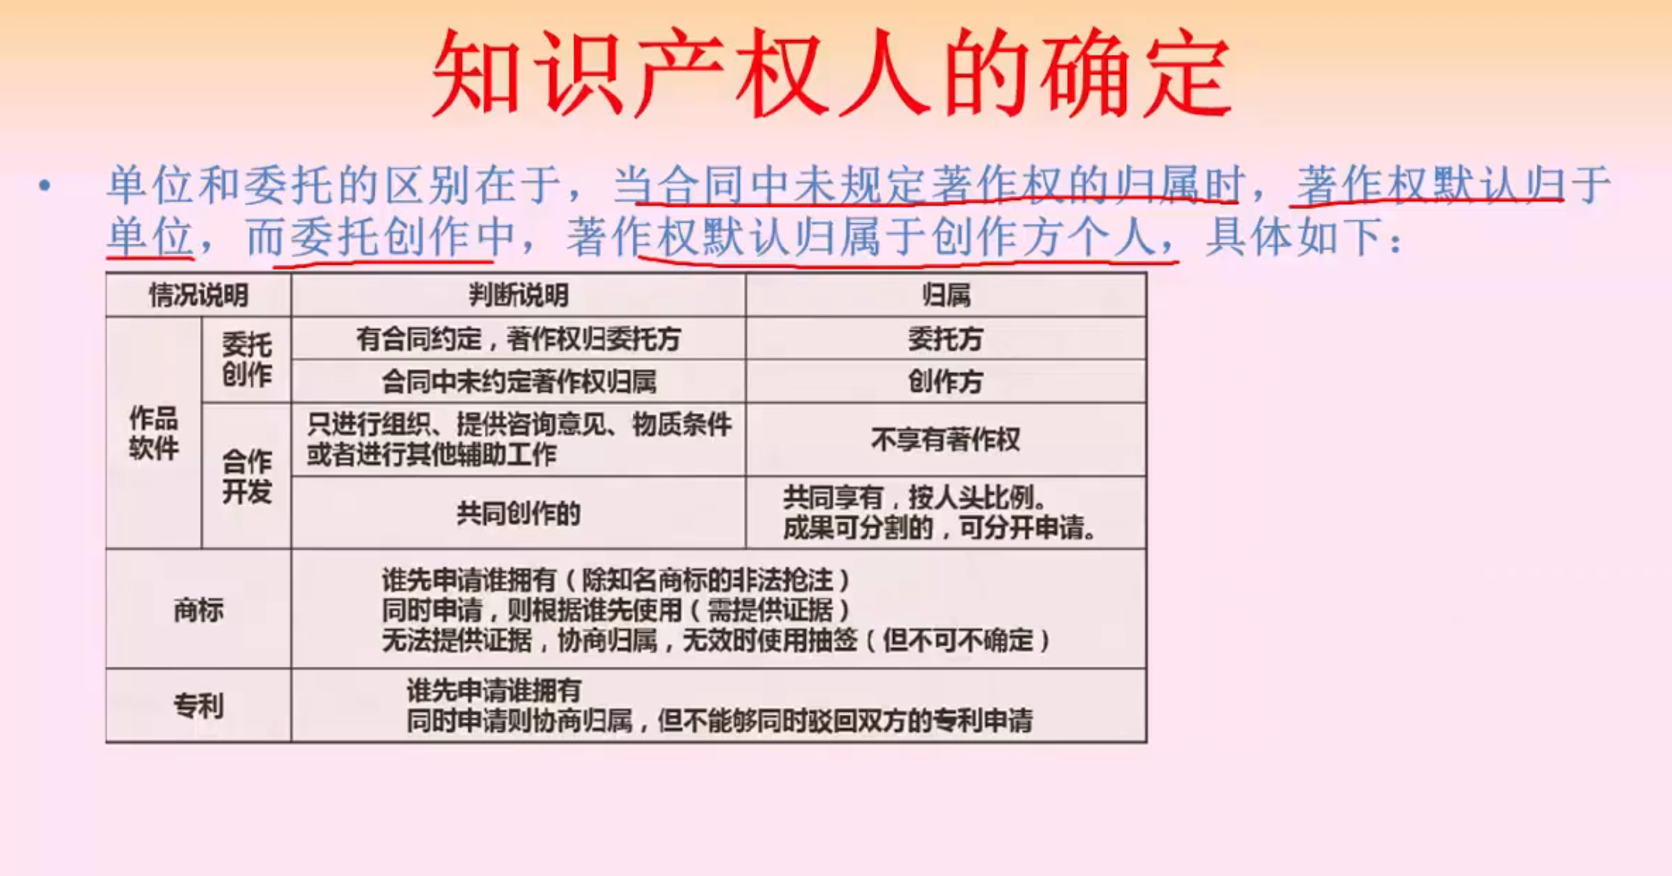 知识产权人的确定
• 单位和委托的区别在于，当合同中未规定著作权的归属时，著作权默认归于
单位，而委托创作中，著作权默认归属于创作方个人，具体如下：
情况说明 判断说明 归属
作品
软件
委托
创作
有合同约定，著作权归委托方 委托方
合同中未约定著作权归属 创作方
合作
开发
只进行组织、提供咨询意见、物质条件
或者进行其他辅助工作
不享有著作权
共同创作的
共同享有，按人头比例。
成果可分割的，可分开申请。
商标
谁先申请谁拥有（除知名商标的非法抢注）
同时申请，则根据谁先使用（需提供证据）
无法提供证据，协商归属，无效时使用抽签（但不可不确定）
专利
谁先申请谁拥有
同时申请则协商归属，但不能够同时驳回双方的专利申请